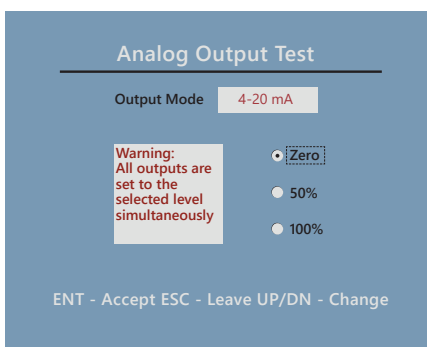 Analog Output Test
Output Mode 4-20 mA
Warning:
All outputs are
set to the
selected level
simultaneously
Zero
50%
100%
ENT - Accept ESC - Leave UP/DN - Change